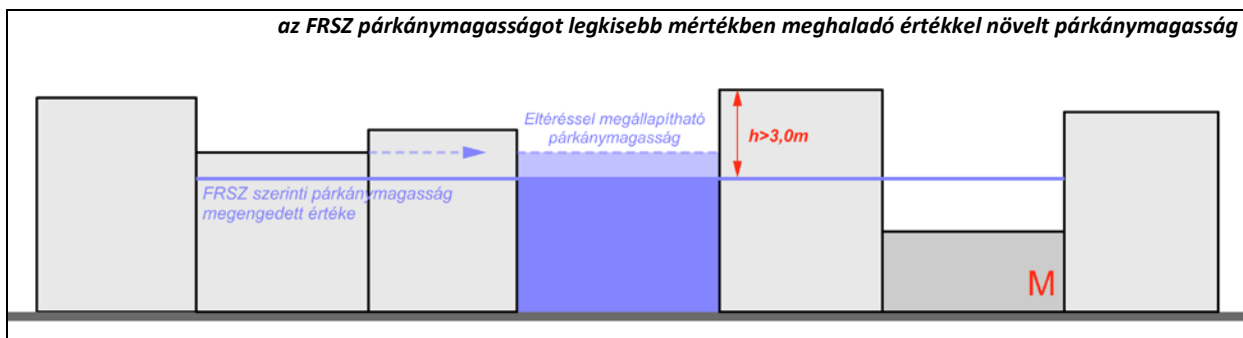 az FRSZ párkánymagasságot legkisebb mértékben meghaladó értékkel növelt párkánymagasság
Eltéréssel megállapítható
párkánymagasság
h>3,0m
FRSZ szerinti párkánymagasság
megengedett értéke
M